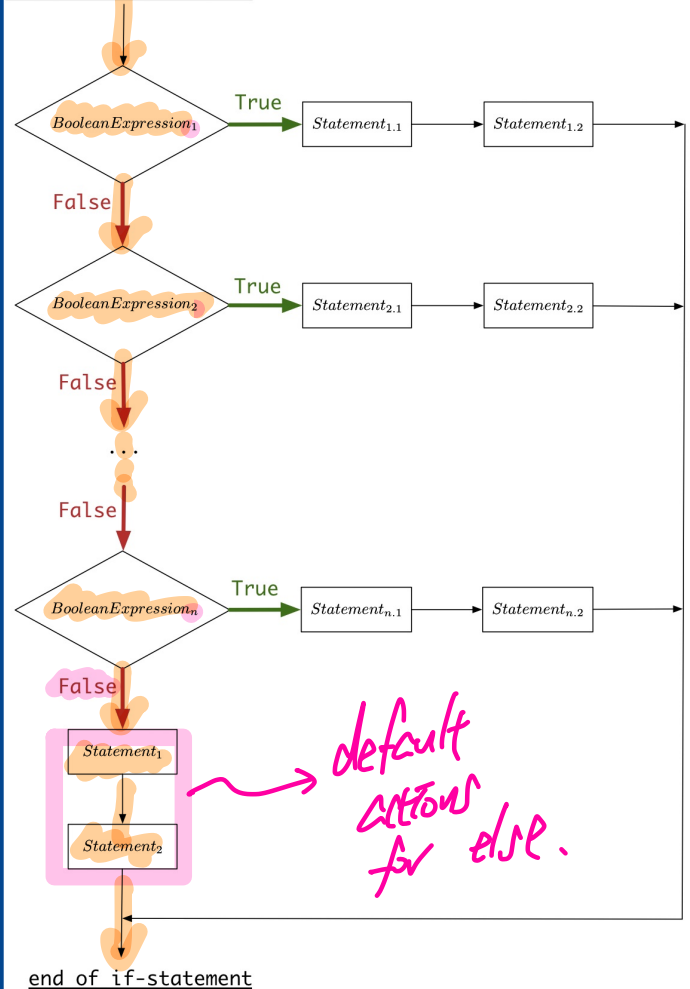 BooleanExpression₁
True
Statement₁.₁
Statement₁.₂
False
BooleanExpression₂
True
Statement₂.₁
Statement₂.₂
False
...
False
BooleanExpressionₙ
True
Statementₙ.₁
Statementₙ.₂
False
Statement₁
Statement₂
default
actions
for else.
end of if-statement